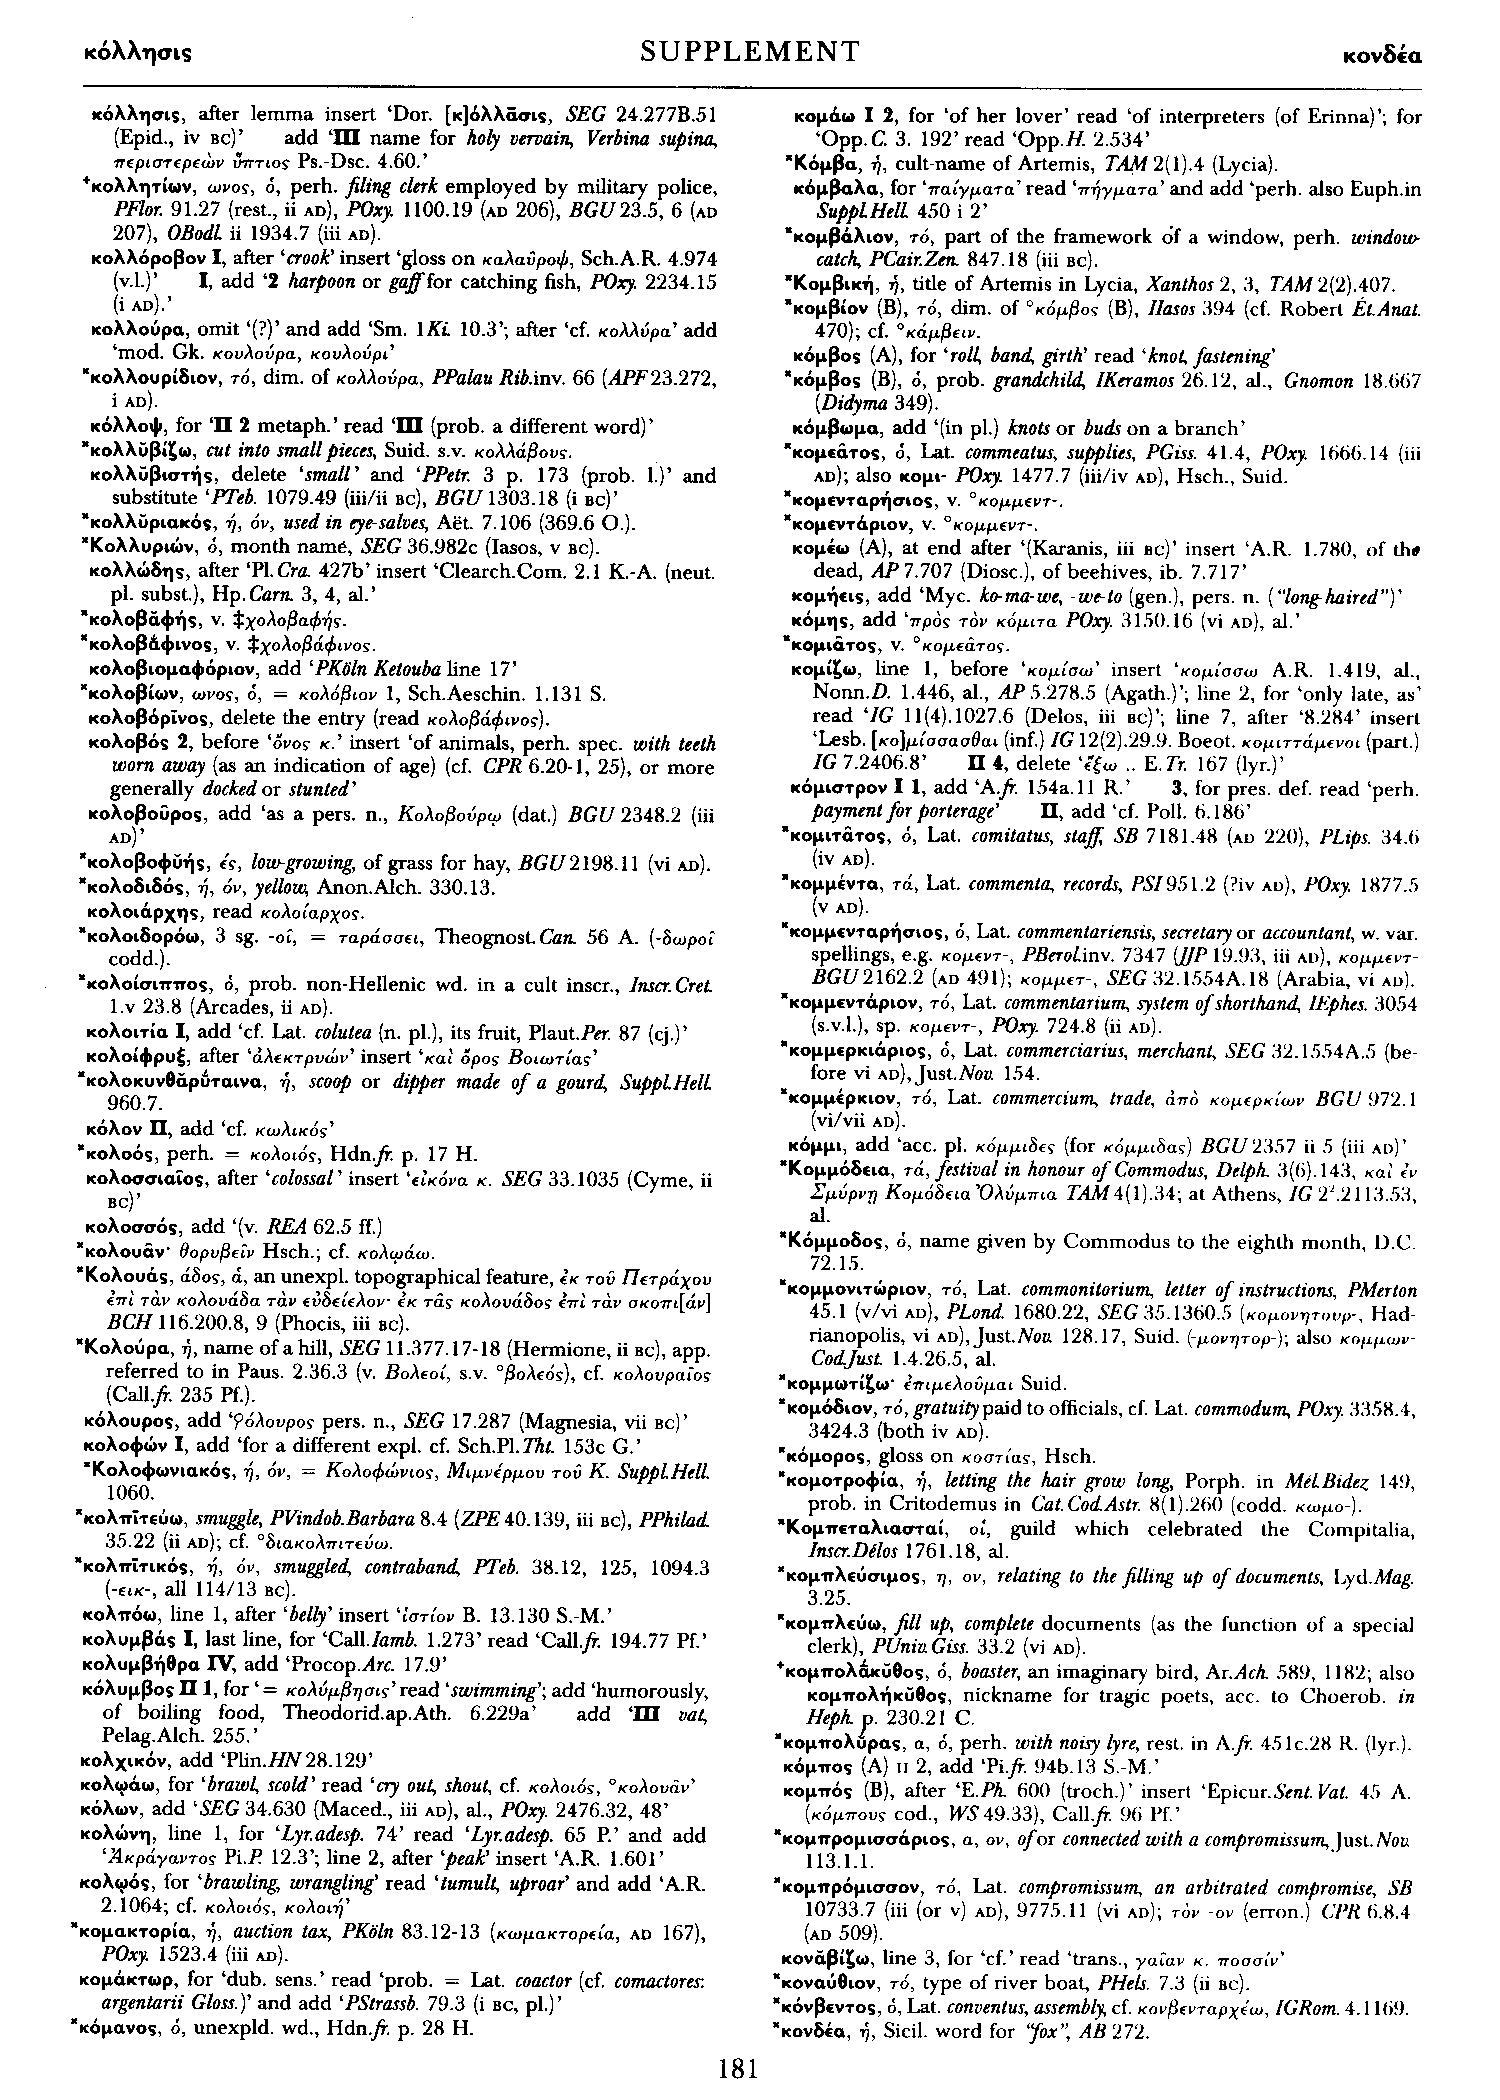 κόλλησις
SUPPLEMENT
κονδέα
κόλλησις, after lemma insert ‘Dor. [κ]όλλᾱσις, SEG 24.277B.51
(Epid., iv BC)’ add ‘III name for holy vervain, Verbina supina,
περιστερεὼν ὕπτιος Ps.-Dsc. 4.60.’
⁺κολλητίων, ωνος, ὁ, perh. filing clerk employed by military police,
PFlor. 91.27 (rest., ii AD), POxy. 1100.19 (AD 206), BGU 23.5, 6 (AD
207), OBodl. ii 1934.7 (iii AD).
κολλόροβον I, after ‘crook’ insert ‘gloss on καλαῦροψ, Sch.A.R. 4.974
(v.l.)’ I, add ‘2 harpoon or gaff for catching fish, POxy. 2234.15
(i AD).’
κολλούρα, omit ‘(?)’ and add ‘Sm. 1Ki. 10.3’; after ‘cf. κολλύρα’ add
‘mod. Gk. κουλούρα, κουλούρι’
*κολλουρίδιον, τό, dim. of κολλούρα, PPalau Rib.inv. 66 (APF 23.272,
i AD).
κόλλοψ, for ‘II 2 metaph.’ read ‘III (prob. a different word)’
*κολλῠβίζω, cut into small pieces, Suid. s.v. κολλάβους.
κολλῠβιστής, delete ‘small’ and ‘PPetr. 3 p. 173 (prob. l.)’ and
substitute ‘PTeb. 1079.49 (iii/ii BC), BGU 1303.18 (i BC)’
*κολλῡριακός, ή, όν, used in eye-salves, Aët. 7.106 (369.6 O.).
*Κολλυριών, ὁ, month name, SEG 36.982c (Iasos, v BC).
κολλώδης, after ‘Pl.Cra. 427b’ insert ‘Clearch.Com. 2.1 K.-A. (neut.
pl. subst.), Hp.Carn. 3, 4, al.’
*κολοβᾰφής, v. ‡χολοβαφής.
*κολοβᾰ́φινος, v. ‡χολοβάφινος.
κολοβιομαφόριον, add ‘PKöln Ketouba line 17’
*κολοβίων, ωνος, ὁ, = κολόβιον 1, Sch.Aeschin. 1.131 S.
κολοβόρῑνος, delete the entry (read κολοβάφινος).
κολοβός 2, before ‘ὄνος κ.’ insert ‘of animals, perh. spec. with teeth
worn away (as an indication of age) (cf. CPR 6.20-1, 25), or more
generally docked or stunted’
κολοβοῦρος, add ‘as a pers. n., Κολοβούρῳ (dat.) BGU 2348.2 (iii
AD)’
*κολοβοφῠής, ές, low-growing, of grass for hay, BGU 2198.11 (vi AD).
*κολοδιδός, ή, όν, yellow, Anon.Alch. 330.13.
κολοιάρχης, read κολοίαρχος.
*κολοιδορόω, 3 sg. -οῖ, = ταράσσει, Theognost.Can. 56 A. (-δωροῖ
codd.).
*κολοίσιππος, ὁ, prob. non-Hellenic wd. in a cult inscr., Inscr.Cret.
1.v 23.8 (Arcades, ii AD).
κολοιτία I, add ‘cf. Lat. colutea (n. pl.), its fruit, Plaut.Per. 87 (cj.)’
κολοίφρυξ, after ‘ἀλεκτρυών’ insert ‘καὶ ὄρος Βοιωτίας’
*κολοκυνθᾰρῠ́ταινα, ἡ, scoop or dipper made of a gourd, Suppl.Hell.
960.7.
κόλον II, add ‘cf. κωλικός’
*κολοός, perh. = κολοιός, Hdn.fr. p. 17 H.
κολοσσιαῖος, after ‘colossal’ insert ‘εἰκόνα κ. SEG 33.1035 (Cyme, ii
BC)’
κολοσσός, add ‘(v. REA 62.5 ff.)
*κολουᾶν· θορυβεῖν Hsch.; cf. κολῳάω.
*Κολουάς, άδος, ἁ, an unexpl. topographical feature, ἐκ τοῦ Πετράχου
ἐπὶ τὰν κολουάδα τὰν εὐδείελον· ἐκ τᾶς κολουάδος ἐπὶ τὰν σκοπι[άν]
BCH 116.200.8, 9 (Phocis, iii BC).
*Κολούρα, ἡ, name of a hill, SEG 11.377.17-18 (Hermione, ii BC), app.
referred to in Paus. 2.36.3 (v. Βολεοί, s.v. °βολεός), cf. κολουραῖος
(Call.fr. 235 Pf.).
κόλουρος, add ‘Ϙόλουρος pers. n., SEG 17.287 (Magnesia, vii BC)’
κολοφών I, add ‘for a different expl. cf. Sch.Pl.Tht. 153c G.’
*Κολοφωνιακός, ή, όν, = Κολοφώνιος, Μιμνέρμου τοῦ Κ. Suppl.Hell.
1060.
*κολπῑτεύω, smuggle, PVindob.Barbara 8.4 (ZPE 40.139, iii BC), PPhilad.
35.22 (ii AD); cf. °διακολπιτεύω.
*κολπῑτικός, ή, όν, smuggled, contraband, PTeb. 38.12, 125, 1094.3
(-εικ-, all 114/13 BC).
κολπόω, line 1, after ‘belly’ insert ‘ἱστίον B. 13.130 S.-M.’
κολυμβάς I, last line, for ‘Call.Iamb. 1.273’ read ‘Call.fr. 194.77 Pf.’
κολυμβήθρα IV, add ‘Procop.Arc. 17.9’
κόλυμβος II 1, for ‘= κολύμβησις’ read ‘swimming’; add ‘humorously,
of boiling food, Theodorid.ap.Ath. 6.229a’ add ‘III vat,
Pelag.Alch. 255.’
κολχικόν, add ‘Plin.HN 28.129’
κολῳάω, for ‘brawl, scold’ read ‘cry out, shout, cf. κολοιός, °κολουᾶν’
κόλων, add ‘SEG 34.630 (Maced., iii AD), al., POxy. 2476.32, 48’
κολώνη, line 1, for ‘Lyr.adesp. 74’ read ‘Lyr.adesp. 65 P.’ and add
‘Ἀκράγαντος Pi.P. 12.3’; line 2, after ‘peak’ insert ‘A.R. 1.601’
κολῳός, for ‘brawling, wrangling’ read ‘tumult, uproar’ and add ‘A.R.
2.1064; cf. κολοιός, κολοιή’
*κομακτορία, ἡ, auction tax, PKöln 83.12-13 (κωμακτορεία, AD 167),
POxy. 1523.4 (iii AD).
κομάκτωρ, for ‘dub. sens.’ read ‘prob. = Lat. coactor (cf. comactores:
argentarii Gloss.)’ and add ‘PStrassb. 79.3 (i BC, pl.)’
*κόμανος, ὁ, unexpld. wd., Hdn.fr. p. 28 H.
κομάω I 2, for ‘of her lover’ read ‘of interpreters (of Erinna)’; for
‘Opp.C. 3. 192’ read ‘Opp.H. 2.534’
*Κόμβα, ἡ, cult-name of Artemis, TAM 2(1).4 (Lycia).
κόμβαλα, for ‘παίγματα’ read ‘πήγματα’ and add ‘perh. also Euph.in
Suppl.Hell. 450 i 2’
*κομβάλιον, τό, part of the framework of a window, perh. window-
catch, PCair.Zen. 847.18 (iii BC).
*Κομβική, ἡ, title of Artemis in Lycia, Xanthos 2, 3, TAM 2(2).407.
*κομβίον (B), τό, dim. of °κόμβος (B), IIasos 394 (cf. Robert Ét.Anat.
470); cf. °κάμβειν.
κόμβος (A), for ‘roll, band, girth’ read ‘knot, fastening’
*κόμβος (B), ὁ, prob. grandchild, IKeramos 26.12, al., Gnomon 18.667
(Didyma 349).
κόμβωμα, add ‘(in pl.) knots or buds on a branch’
*κομεᾶτος, ὁ, Lat. commeatus, supplies, PGiss. 41.4, POxy. 1666.14 (iii
AD); also κομι- POxy. 1477.7 (iii/iv AD), Hsch., Suid.
*κομενταρήσιος, v. °κομμεντ-.
*κομεντάριον, v. °κομμεντ-.
κομέω (A), at end after ‘(Karanis, iii BC)’ insert ‘A.R. 1.780, of the
dead, AP 7.707 (Diosc.), of beehives, ib. 7.717’
κομήεις, add ‘Myc. ko-ma-we, -we-to (gen.), pers. n. (“long-haired”)’
κόμης, add ‘πρὸς τὸν κόμιτα POxy. 3150.16 (vi AD), al.’
*κομιᾶτος, v. °κομεᾶτος.
κομίζω, line 1, before ‘κομίσω’ insert ‘κομίσσω A.R. 1.419, al.,
Nonn.D. 1.446, al., AP 5.278.5 (Agath.)’; line 2, for ‘only late, as’
read ‘IG 11(4).1027.6 (Delos, iii BC)’; line 7, after ‘8.284’ insert
‘Lesb. [κο]μίσσασθαι (inf.) IG 12(2).29.9. Boeot. κομιττάμενοι (part.)
IG 7.2406.8’ II 4, delete ‘ἔξω .. E.Tr. 167 (lyr.)’
κόμιστρον I 1, add ‘A.fr. 154a.11 R.’ 3, for pres. def. read ‘perh.
payment for porterage’ II, add ‘cf. Poll. 6.186’
*κομιτᾶτος, ὁ, Lat. comitatus, staff, SB 7181.48 (AD 220), PLips. 34.6
(iv AD).
*κομμέντα, τά, Lat. commenta, records, PSI 951.2 (?iv AD), POxy. 1877.5
(v AD).
*κομμενταρήσιος, ὁ, Lat. commentariensis, secretary or accountant, w. var.
spellings, e.g. κομεντ-, PBerol.inv. 7347 (JJP 19.93, iii AD), κομμεντ-
BGU 2162.2 (AD 491); κομμετ-, SEG 32.1554A.18 (Arabia, vi AD).
*κομμεντάριον, τό, Lat. commentarium, system of shorthand, IEphes. 3054
(s.v.l.), sp. κομεντ-, POxy. 724.8 (ii AD).
*κομμερκιάριος, ὁ, Lat. commerciarius, merchant, SEG 32.1554A.5 (be-
fore vi AD), Just.Nov. 154.
*κομμέρκιον, τό, Lat. commercium, trade, ἀπὸ κομερκίων BGU 972.1
(vi/vii AD).
κόμμι, add ‘acc. pl. κόμμιδες (for κόμμιδας) BGU 2357 ii 5 (iii AD)’
*Κομμόδεια, τά, festival in honour of Commodus, Delph. 3(6).143, καὶ ἐν
Σμύρνῃ Κομόδεια Ὀλύμπια TAM 4(1).34; at Athens, IG 2².2113.53,
al.
*Κόμμοδος, ὁ, name given by Commodus to the eighth month, D.C.
72.15.
*κομμονιτώριον, τό, Lat. commonitorium, letter of instructions, PMerton
45.1 (v/vi AD), PLond. 1680.22, SEG 35.1360.5 (κομονητουρ-, Had-
rianopolis, vi AD), Just.Nov. 128.17, Suid. (-μονητορ-); also κομμων-
Cod.Just. 1.4.26.5, al.
*κομμωτίζω· ἐπιμελοῦμαι Suid.
*κομόδιον, τό, gratuity paid to officials, cf. Lat. commodum, POxy. 3358.4,
3424.3 (both iv AD).
*κόμορος, gloss on κοστίας, Hsch.
*κομοτροφία, ἡ, letting the hair grow long, Porph. in Mél.Bidez 149,
prob. in Critodemus in Cat.Cod.Astr. 8(1).260 (codd. κωμο-).
*Κομπεταλιασταί, οἱ, guild which celebrated the Compitalia,
Inscr.Délos 1761.18, al.
*κομπλεύσιμος, η, ον, relating to the filling up of documents, Lyd.Mag.
3.25.
*κομπλεύω, fill up, complete documents (as the function of a special
clerk), PUniv.Giss. 33.2 (vi AD).
⁺κομπολᾱ́κῠθος, ὁ, boaster, an imaginary bird, Ar.Ach. 589, 1182; also
κομπολήκῠθος, nickname for tragic poets, acc. to Choerob. in
Heph. p. 230.21 C.
*κομπολύρας, α, ὁ, perh. with noisy lyre, rest. in A.fr. 451c.28 R. (lyr.).
κόμπος (A) II 2, add ‘Pi.fr. 94b.13 S.-M.’
κομπός (B), after ‘E.Ph. 600 (troch.)’ insert ‘Epicur.Sent.Vat. 45 A.
(κόμπους cod., WS 49.33), Call.fr. 96 Pf.’
*κομπρομισσάριος, α, ον, of or connected with a compromissum, Just.Nov.
113.1.1.
*κομπρόμισσον, τό, Lat. compromissum, an arbitrated compromise, SB
10733.7 (iii (or v) AD), 9775.11 (vi AD); τὸν -ον (erron.) CPR 6.8.4
(AD 509).
κονᾰβίζω, line 3, for ‘cf.’ read ‘trans., γαῖαν κ. ποσσίν’
*κοναύθιον, τό, type of river boat, PHels. 7.3 (ii BC).
*κόνβεντος, ὁ, Lat. conventus, assembly, cf. κονβενταρχέω, IGRom. 4.1169.
*κονδέα, ἡ, Sicil. word for “fox”, AB 272.
181